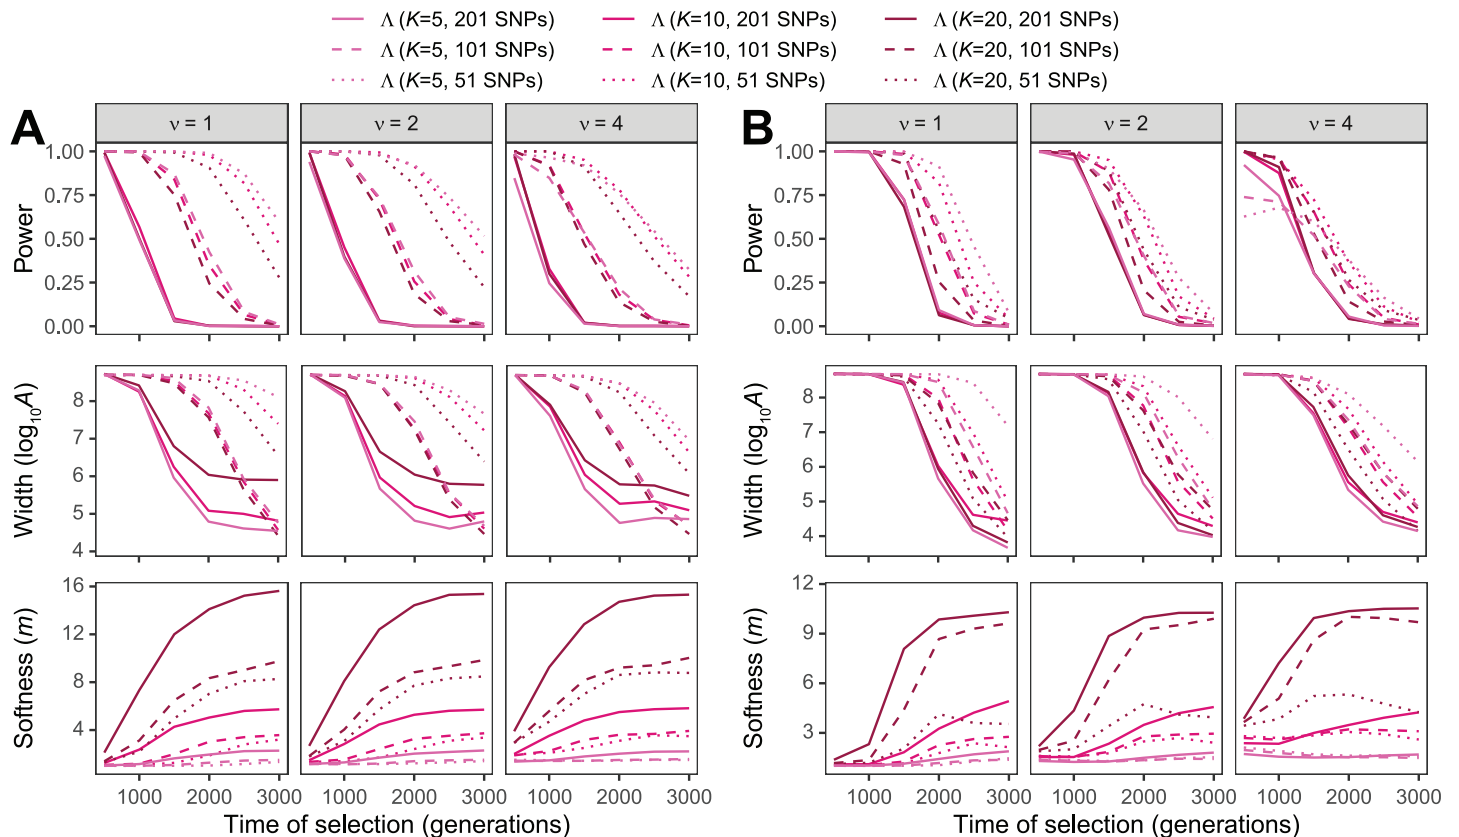 Λ (K=5, 201 SNPs) Λ (K=10, 201 SNPs) Λ (K=20, 201 SNPs)
Λ (K=5, 101 SNPs) Λ (K=10, 101 SNPs) Λ (K=20, 101 SNPs)
Λ (K=5, 51 SNPs) Λ (K=10, 51 SNPs) Λ (K=20, 51 SNPs)
A
ν = 1 ν = 2 ν = 4
Power
1.00
0.75
0.50
0.25
0.00
Width (log₁₀A)
8
7
6
5
4
Softness (m)
16
12
8
4
1000 2000 3000 1000 2000 3000 1000 2000 3000
Time of selection (generations)
B
ν = 1 ν = 2 ν = 4
Power
1.00
0.75
0.50
0.25
0.00
Width (log₁₀A)
8
7
6
5
4
Softness (m)
12
9
6
3
1000 2000 3000 1000 2000 3000 1000 2000 3000
Time of selection (generations)